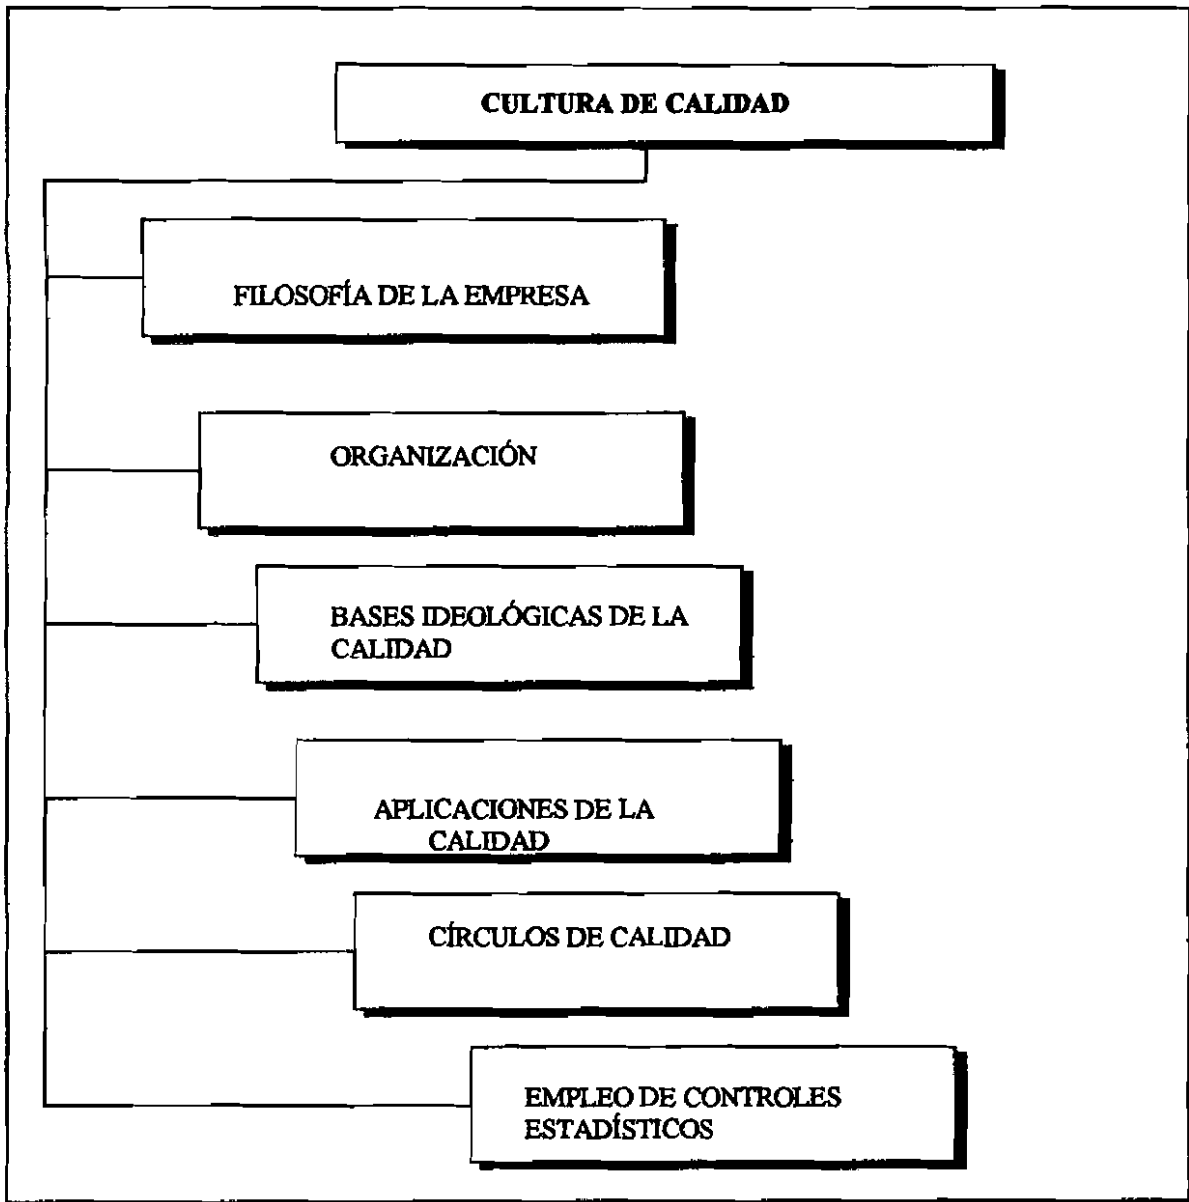 CULTURA DE CALIDAD
FILOSOFÍA DE LA EMPRESA
ORGANIZACIÓN
BASES IDEOLÓGICAS DE LA
CALIDAD
APLICACIONES DE LA
CALIDAD
CÍRCULOS DE CALIDAD
EMPLEO DE CONTROLES
ESTADÍSTICOS